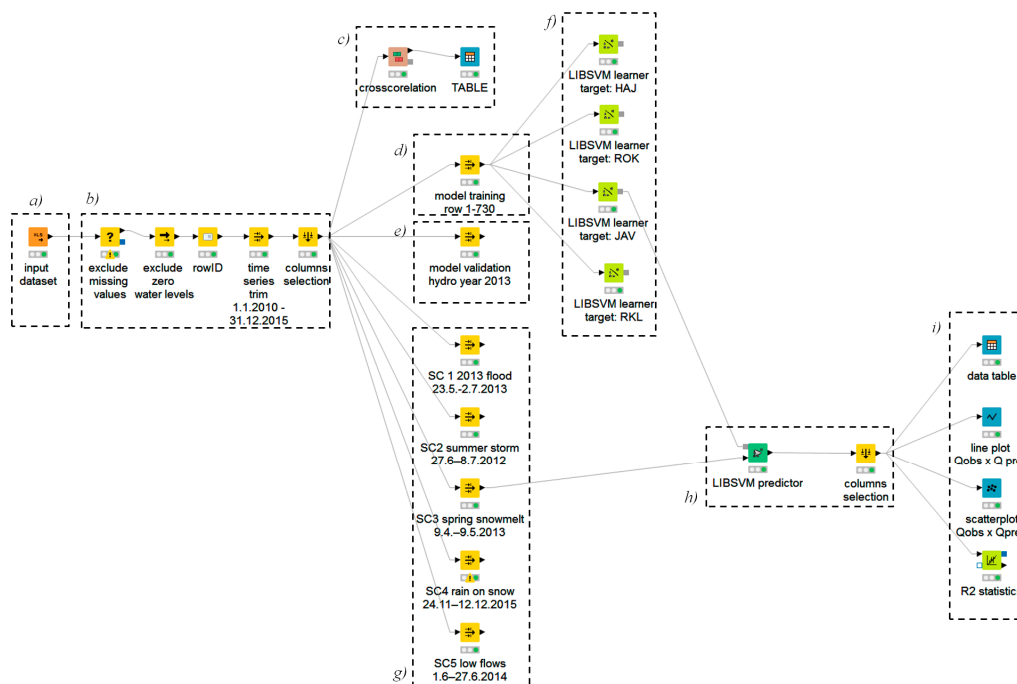 a)
XLS
input
dataset
b)
?
exclude
missing
values
exclude
zero
water levels
rowID
time
series
trim
1.1.2010 -
31.12.2015
columns
selection
c)
crosscorelation
TABLE
d)
model training
row 1-730
e)
model validation
hydro year 2013
f)
LIBSVM learner
target: HAJ
LIBSVM learner
target: ROK
LIBSVM learner
target: JAV
LIBSVM learner
target: RKL
SC 1 2013 flood
23.5.-2.7.2013
SC2 summer storm
27.6–8.7.2012
SC3 spring snowmelt
9.4.–9.5.2013
SC4 rain on snow
24.11–12.12.2015
SC5 low flows
1.6–27.6.2014
g)
h)
LIBSVM predictor
columns
selection
i)
data table
line plot
Qobs x Q pre
scatterplot
Qobs x Qpre
R2 statistic